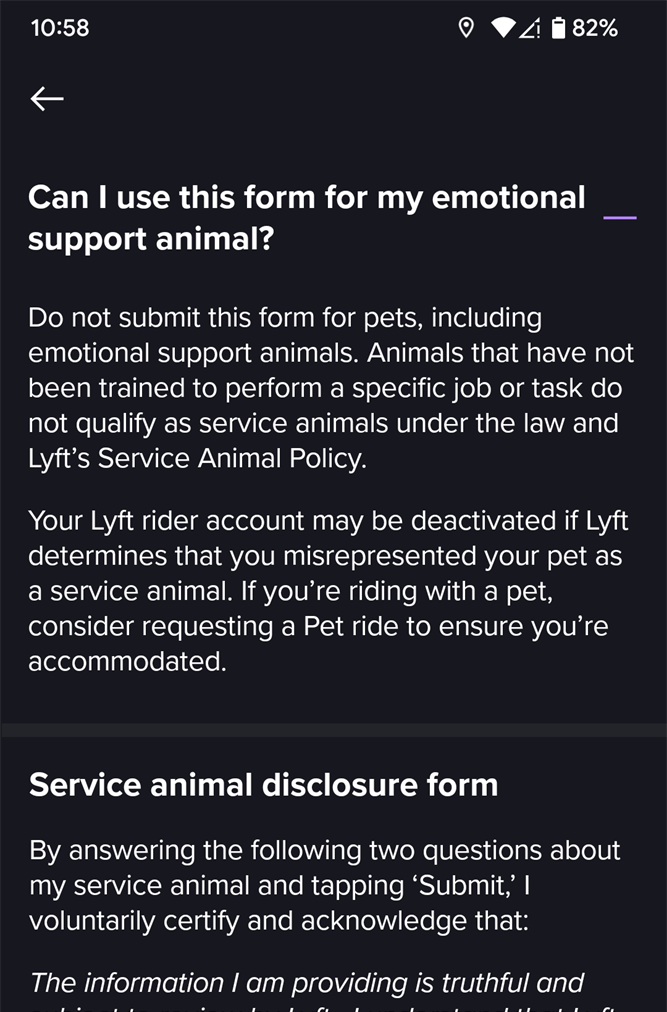 10:58
82%
Can I use this form for my emotional
support animal?
Do not submit this form for pets, including
emotional support animals. Animals that have not
been trained to perform a specific job or task do
not qualify as service animals under the law and
Lyft’s Service Animal Policy.
Your Lyft rider account may be deactivated if Lyft
determines that you misrepresented your pet as
a service animal. If you’re riding with a pet,
consider requesting a Pet ride to ensure you’re
accommodated.
Service animal disclosure form
By answering the following two questions about
my service animal and tapping ‘Submit,’ I
voluntarily certify and acknowledge that:
The information I am providing is truthful and